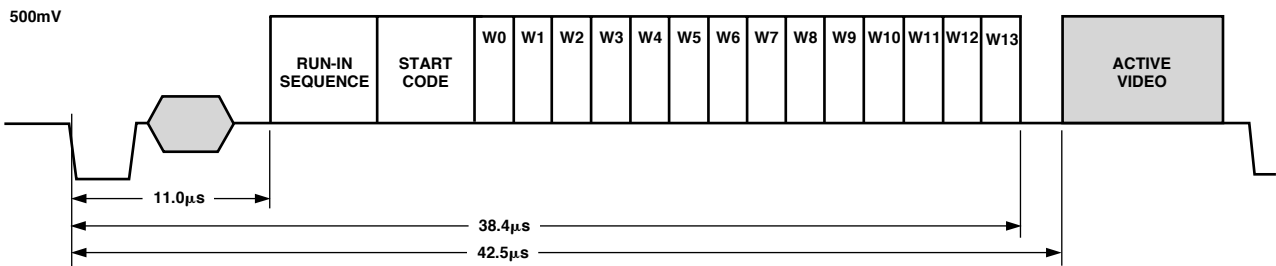 500mV
RUN-IN
SEQUENCE
START
CODE
W0 W1 W2 W3 W4 W5 W6 W7 W8 W9 W10 W11 W12 W13
ACTIVE
VIDEO
11.0μs
38.4μs
42.5μs